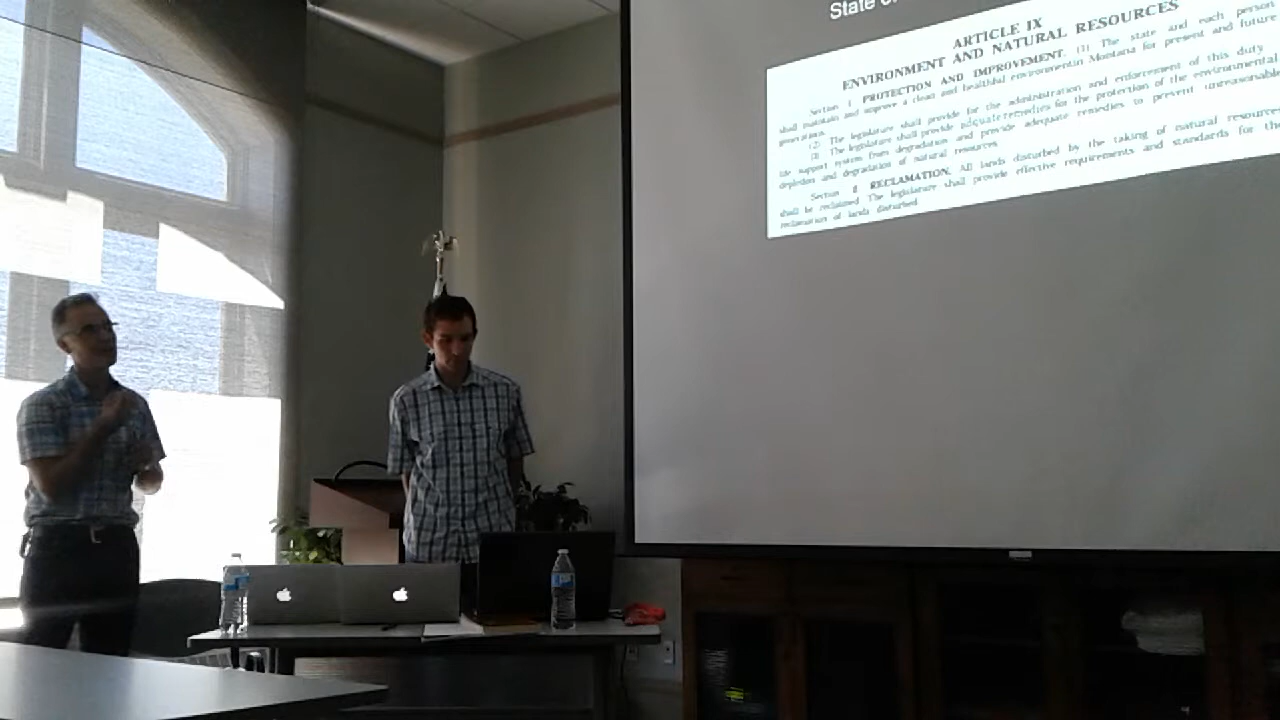 State of
ARTICLE IX
ENVIRONMENT AND NATURAL RESOURCES
Section 1 PROTECTION AND IMPROVEMENT. (1) The state and each person
shall maintain and improve a clean and healthful environmentin Montana for present and future
generations.
(2) The legislature shall provide for the administration and enforcement of this duty
(3) The legislature shall provide adequate remedies for the protection of the environmental
life support system from degradation and provide adequate remedies to prevent unreasonable
depletion and degradation of natural resources.
Section RECLAMATION. All lands disturbed by the taking of natural resources
shall be reclaimed. The legislature shall provide effective requirements and standards for the
reclamation of lands disturbed.